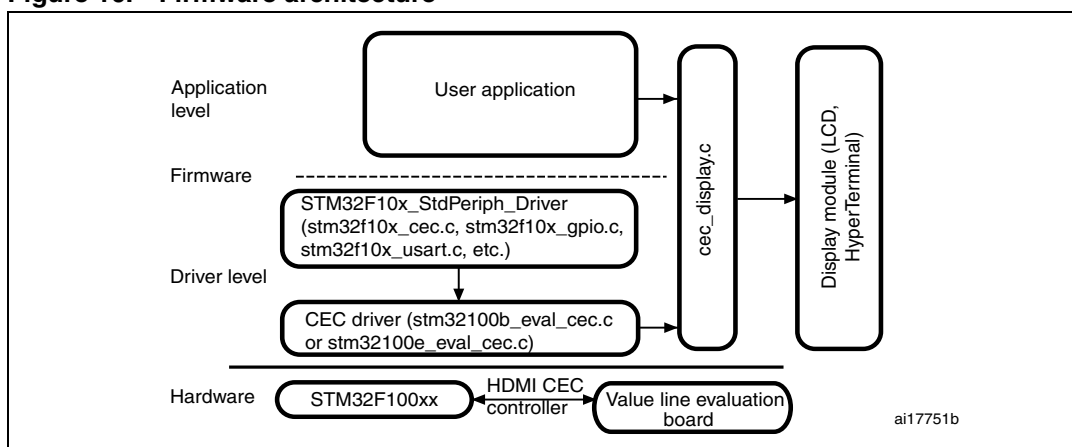 Figure 16. Firmware architecture
Application
level
User application
Firmware
STM32F10x_StdPeriph_Driver
(stm32f10x_cec.c, stm32f10x_gpio.c,
stm32f10x_usart.c, etc.)
Driver level
CEC driver (stm32100b_eval_cec.c
or stm32100e_eval_cec.c)
cec_display.c
Display module (LCD,
HyperTerminal)
Hardware
STM32F100xx
HDMI CEC
controller
Value line evaluation
board
ai17751b